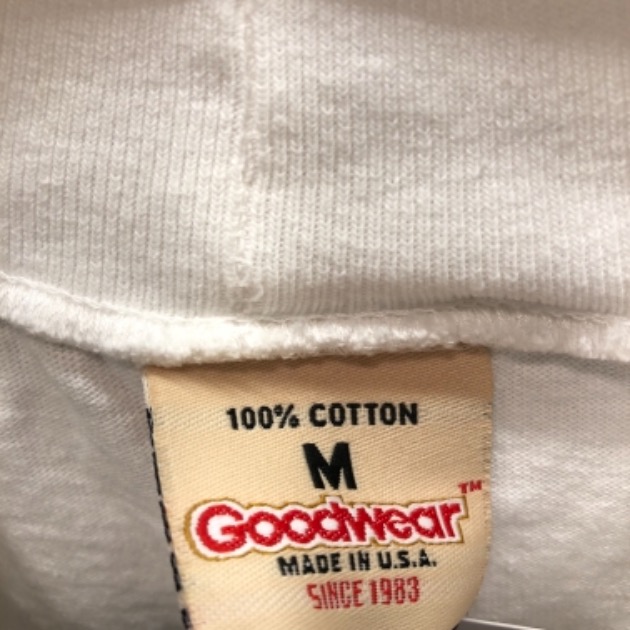 100% COTTON
M
Goodwear™
MADE IN U.S.A.
SINCE 1983